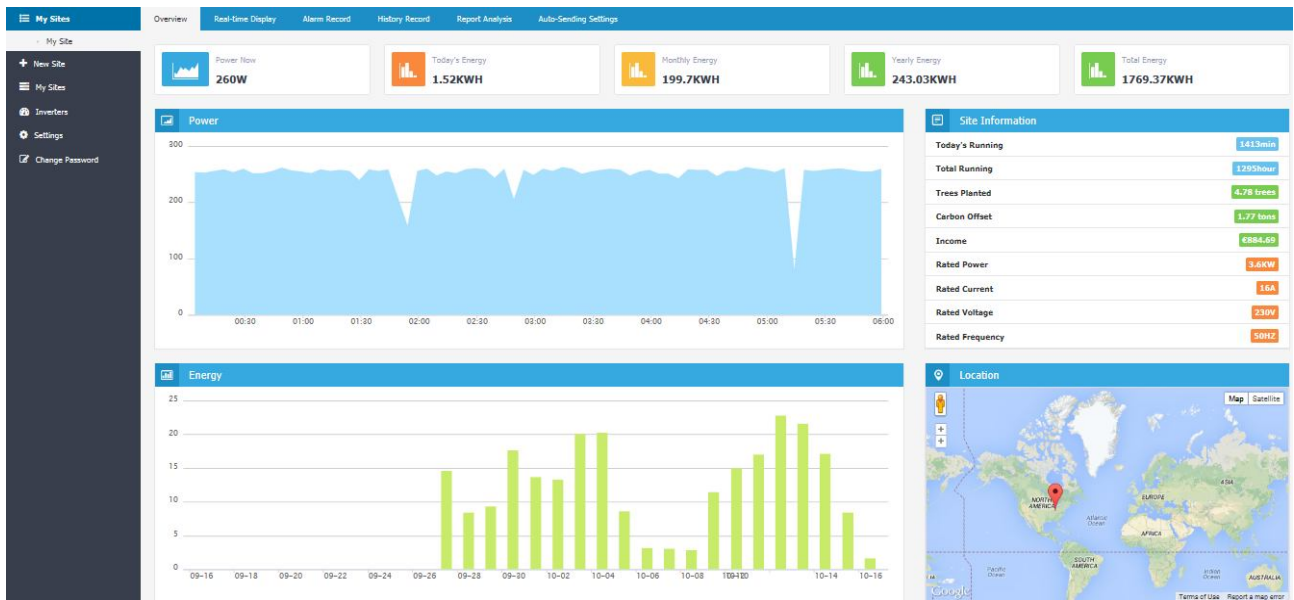 My Sites
My Site
New Site
My Sites
Inverters
Settings
Change Password
Overview Real-time Display Alarm Record History Record Report Analysis Auto-Sending Settings
Power Now
260W
Today's Energy
1.52KWH
Monthly Energy
199.7KWH
Yearly Energy
243.03KWH
Total Energy
1769.37KWH
Power
300
200
100
0
00:30 01:00 01:30 02:00 02:30 03:00 03:30 04:00 04:30 05:00 05:30 06:00
Site Information
Today's Running 1413min
Total Running 1295hour
Trees Planted 4.78 trees
Carbon Offset 1.77 tons
Income €884.69
Rated Power 3.6KW
Rated Current 16A
Rated Voltage 230V
Rated Frequency 50HZ
Energy
25
20
15
10
5
0
09-16 09-18 09-20 09-22 09-24 09-26 09-28 09-30 10-02 10-04 10-06 10-08 10-14 10-16
Location
Map Satellite
NORTH
AMERICA
Atlantic
Ocean
EUROPE
ASIA
AFRICA
SOUTH
AMERICA
Pacific
Ocean
Indian
Ocean
AUSTRALIA
Google
Terms of Use Report a map error